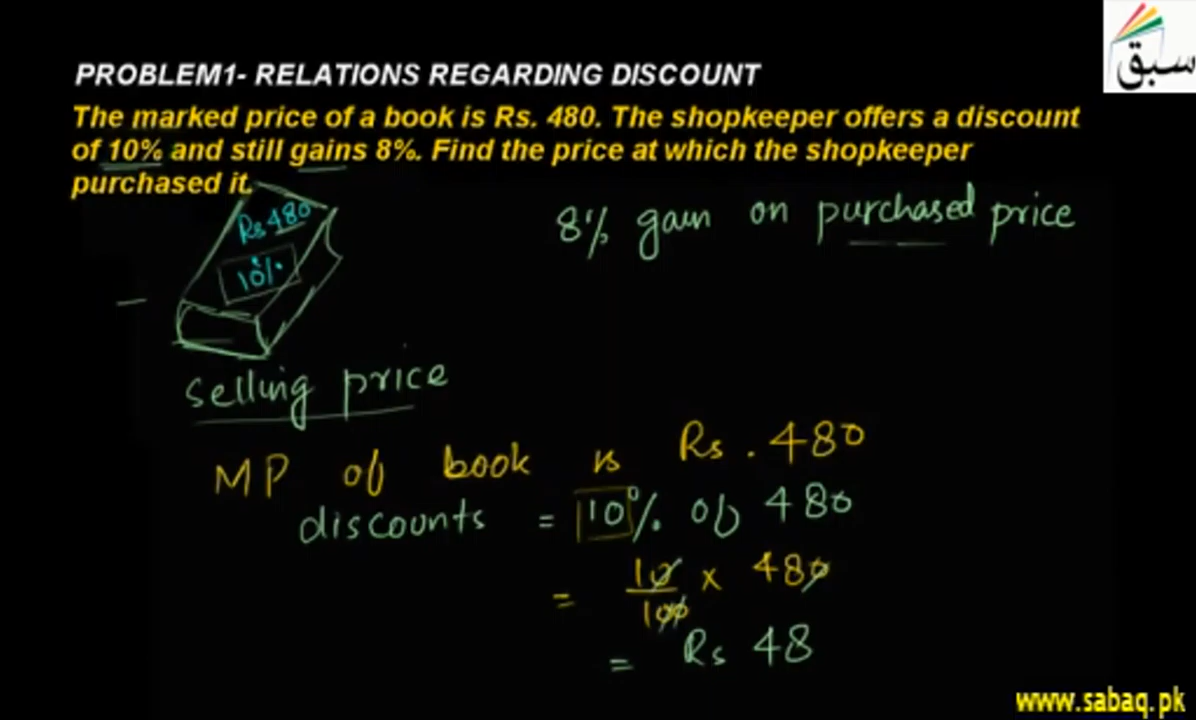 سبق
PROBLEM1- RELATIONS REGARDING DISCOUNT
The marked price of a book is Rs. 480. The shopkeeper offers a discount
of 10% and still gains 8%. Find the price at which the shopkeeper
purchased it.
Rs 480
10%
8% gain on purchased price
selling price
MP of book is Rs. 480
discounts = 10% of 480
= 10/100 x 480
= Rs 48
www.sabaq.pk